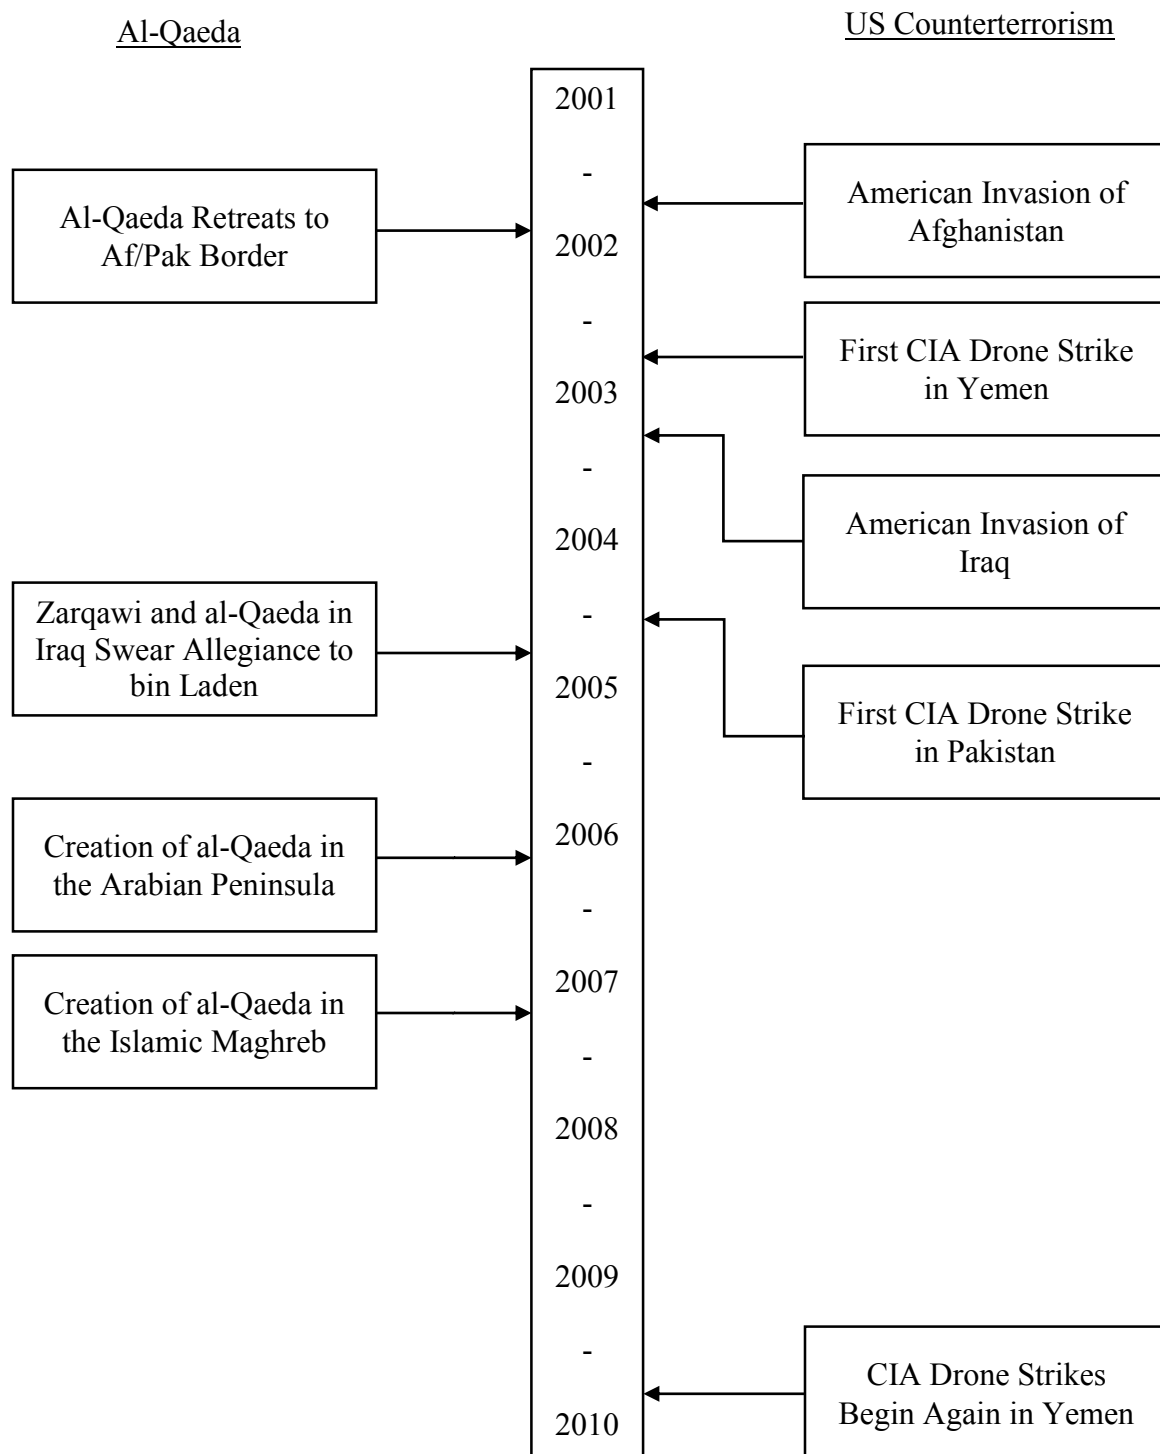 Al-Qaeda
US Counterterrorism
2001
-
American Invasion of
Afghanistan
Al-Qaeda Retreats to
Af/Pak Border
2002
-
First CIA Drone Strike
in Yemen
2003
-
American Invasion of
Iraq
2004
-
Zarqawi and al-Qaeda in
Iraq Swear Allegiance to
bin Laden
2005
First CIA Drone Strike
in Pakistan
-
2006
Creation of al-Qaeda in
the Arabian Peninsula
-
2007
Creation of al-Qaeda in
the Islamic Maghreb
-
2008
-
2009
-
CIA Drone Strikes
Begin Again in Yemen
2010